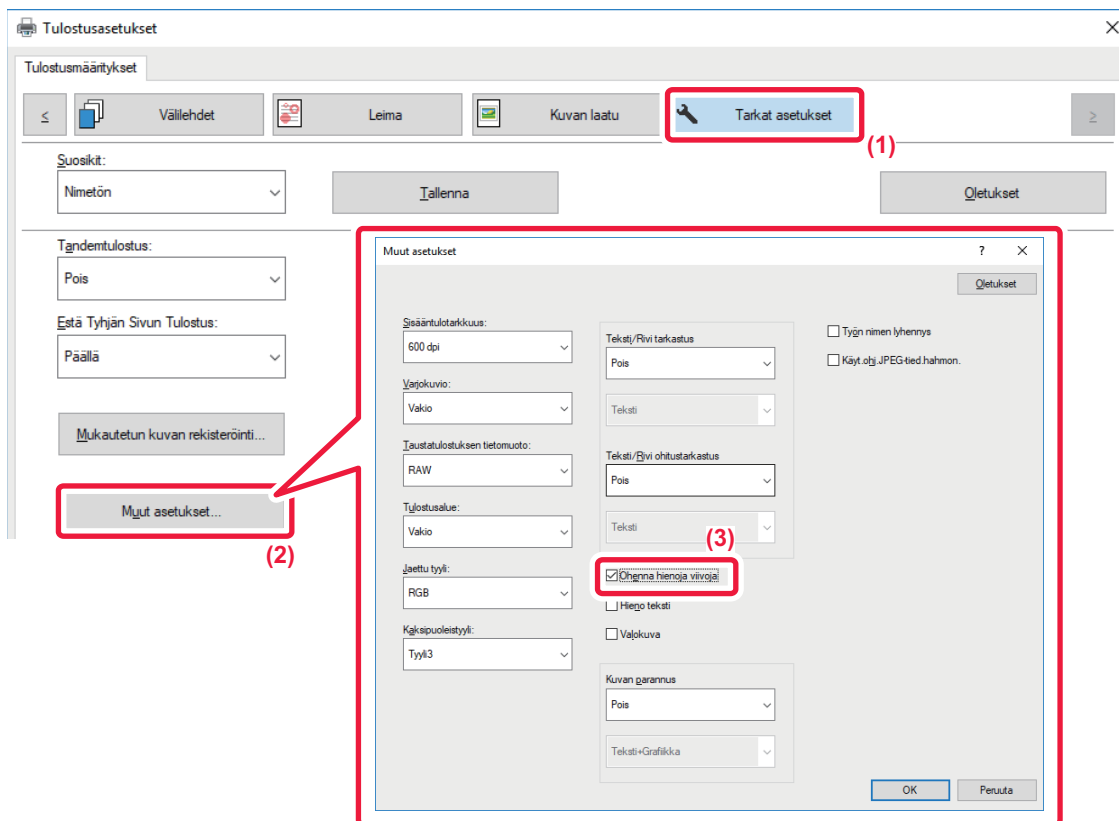 Tulostusasetukset
Tulostusmääritykset
<
Välilehdet
Leima
Kuvan laatu
Tarkat asetukset
>
(1)
Suosikit:
Nimetön
Tallenna
Oletukset
Tandemtulostus:
Pois
Estä Tyhjän Sivun Tulostus:
Päällä
Mukautetun kuvan rekisteröinti...
Muut asetukset...
(2)
Muut asetukset
?
Oletukset
Sisääntulotarkkuus:
600 dpi
Varjokuvio:
Vakio
Taustatulostuksen tietomuoto:
RAW
Tulostusalue:
Vakio
Jaettu tyyli:
RGB
Kaksipuoleistyyli:
Tyyli3
Teksti/Rivi tarkastus
Pois
Teksti
Teksti/Rivi ohitustarkastus
Pois
Teksti
(3)
Ohenna hienoja viivoja
Hieno teksti
Valokuva
Kuvan parannus
Pois
Teksti+Grafiikka
Työn nimen lyhennys
Käyt.ohj.JPEG-tied.hahmon.
OK
Peruuta